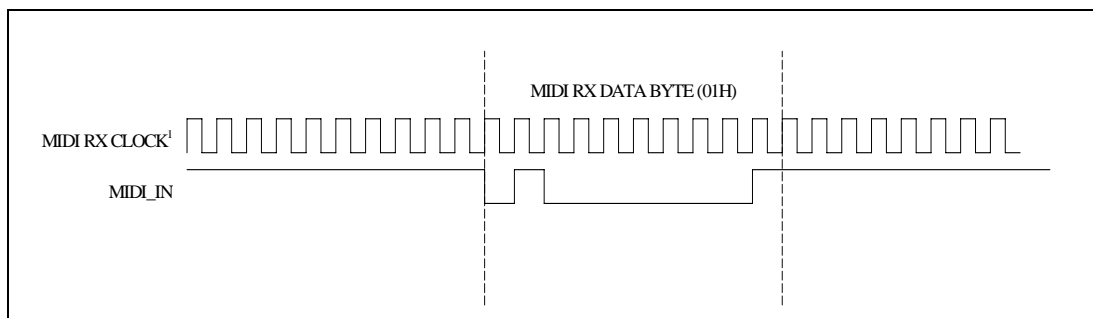 MIDI RX DATA BYTE (01H)
MIDI RX CLOCK¹
MIDI_IN